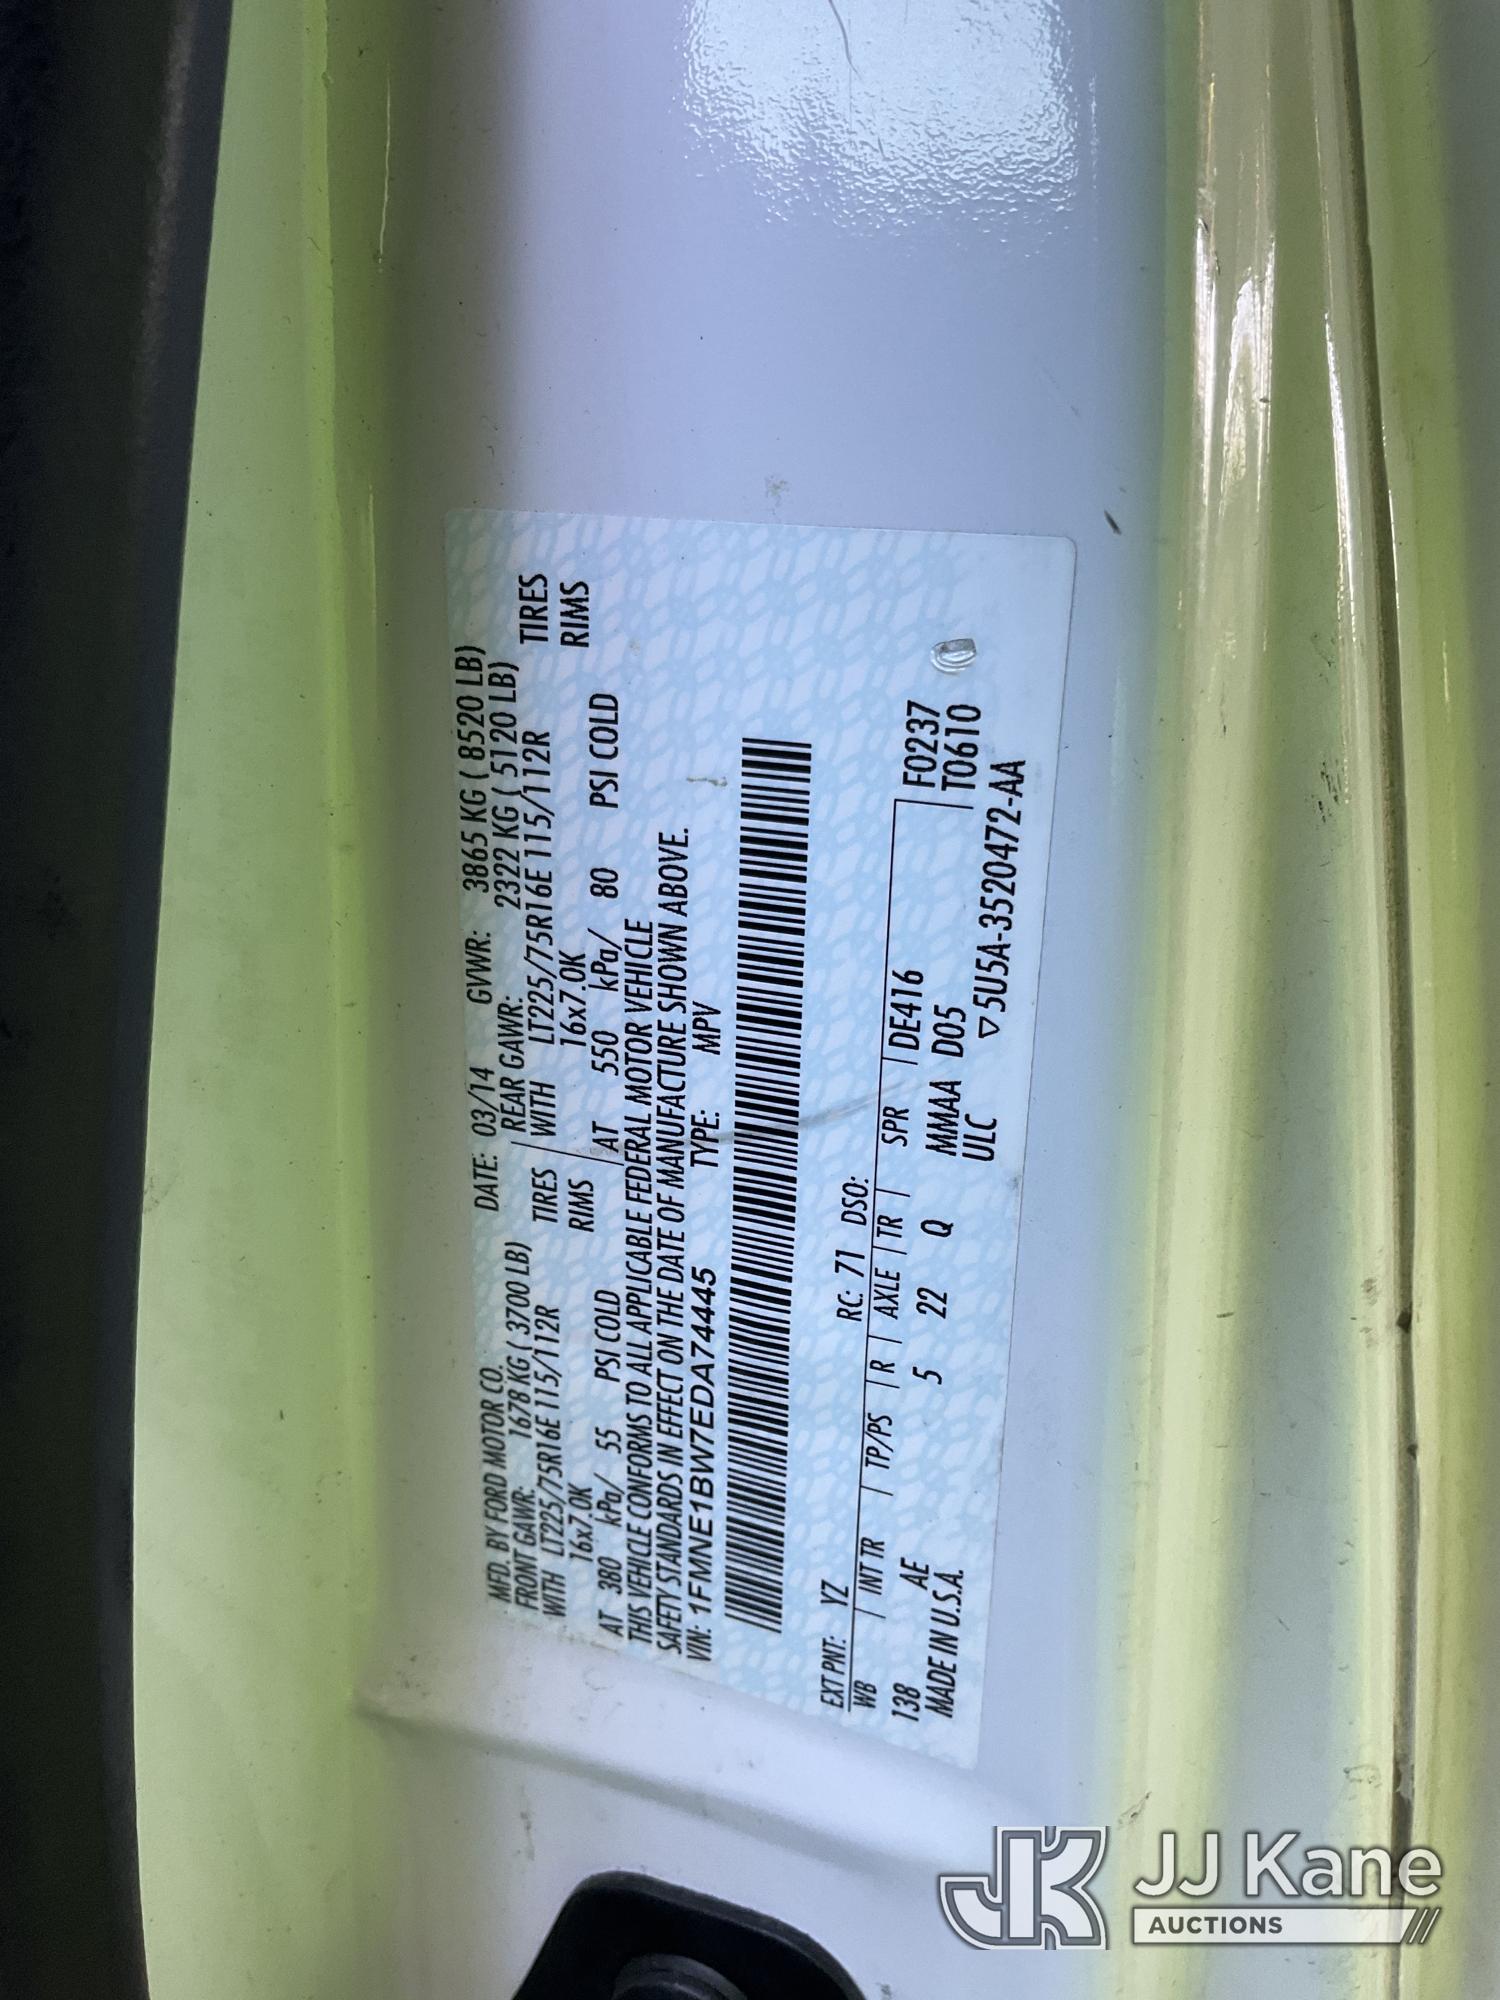 MFD. BY FORD MOTOR CO. DATE: 03/14 GVWR: 3865 KG ( 8520 LB)
FRONT GAWR: 1678 KG ( 3700 LB) REAR GAWR: 2322 KG ( 5120 LB)
WITH LT225/75R16E 115/112R TIRES WITH LT225/75R16E 115/112R TIRES
16x7.0K RIMS 16x7.0K RIMS
AT 380 kPa/ 55 PSI COLD AT 550 kPa/ 80 PSI COLD
THIS VEHICLE CONFORMS TO ALL APPLICABLE FEDERAL MOTOR VEHICLE
SAFETY STANDARDS IN EFFECT ON THE DATE OF MANUFACTURE SHOWN ABOVE.
VIN: 1FMNE1BW7EDA74445 TYPE: MPV
EXT PNT: YZ RC: 71 DSO:
WB INT TR TP/PS R AXLE TR SPR DE416 F0237
138 AE 5 22 Q MMAA D05 T0610
MADE IN U.S.A. ULC ▽5U5A-3520472-AA
JK JJ Kane
AUCTIONS